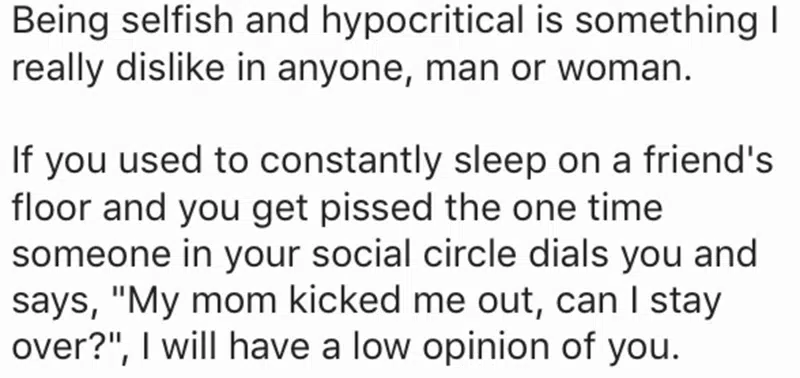 Being selfish and hypocritical is something I
really dislike in anyone, man or woman.
If you used to constantly sleep on a friend's
floor and you get pissed the one time
someone in your social circle dials you and
says, "My mom kicked me out, can I stay
over?", I will have a low opinion of you.